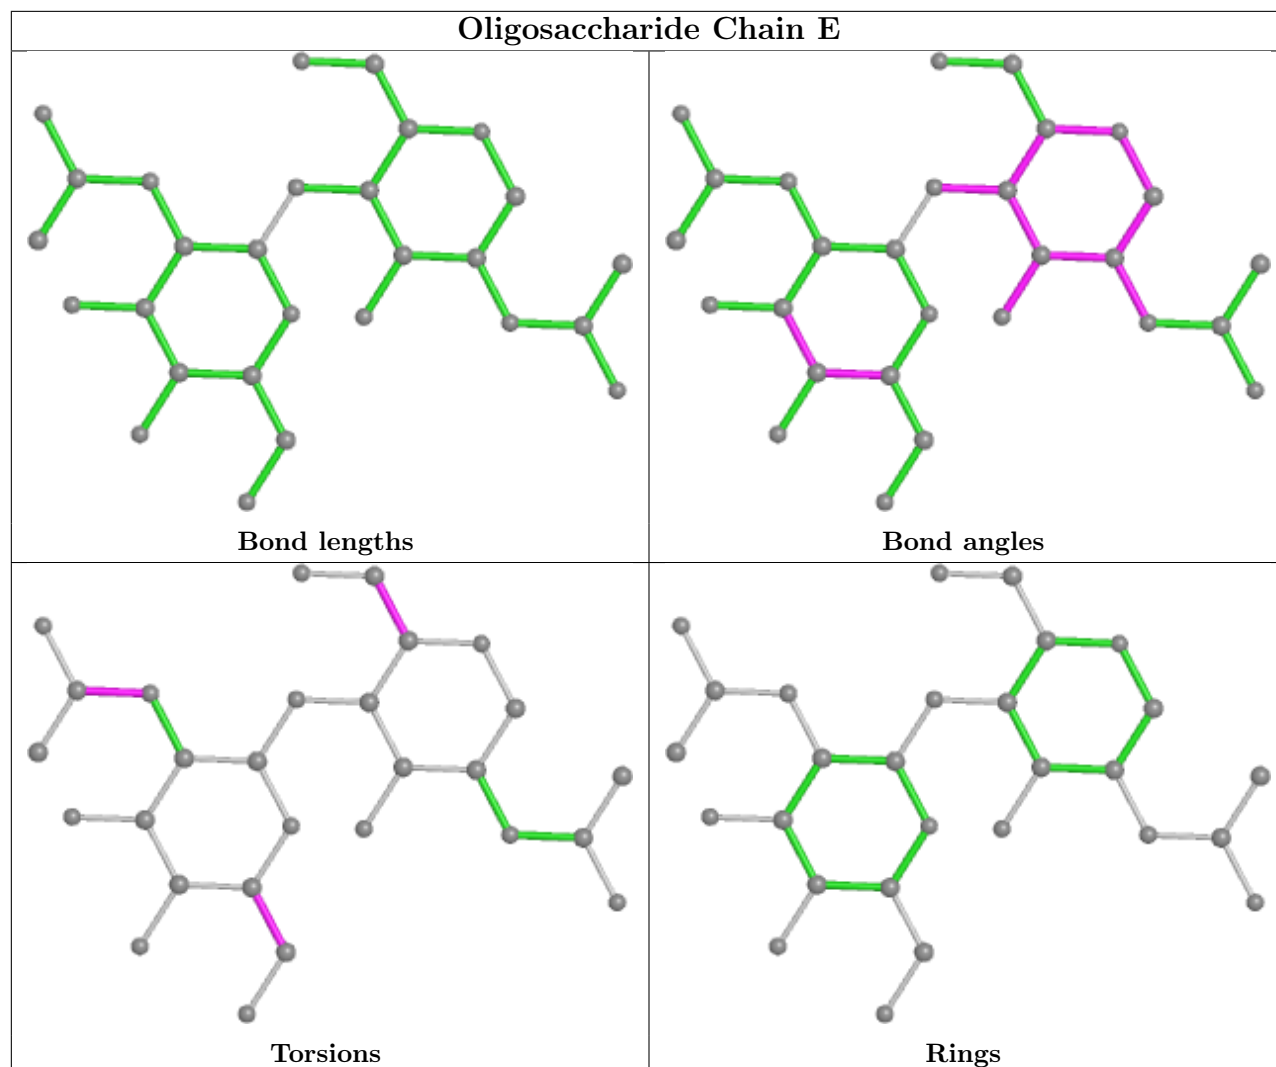 Oligosaccharide Chain E
Bond lengths
Bond angles
Torsions
Rings